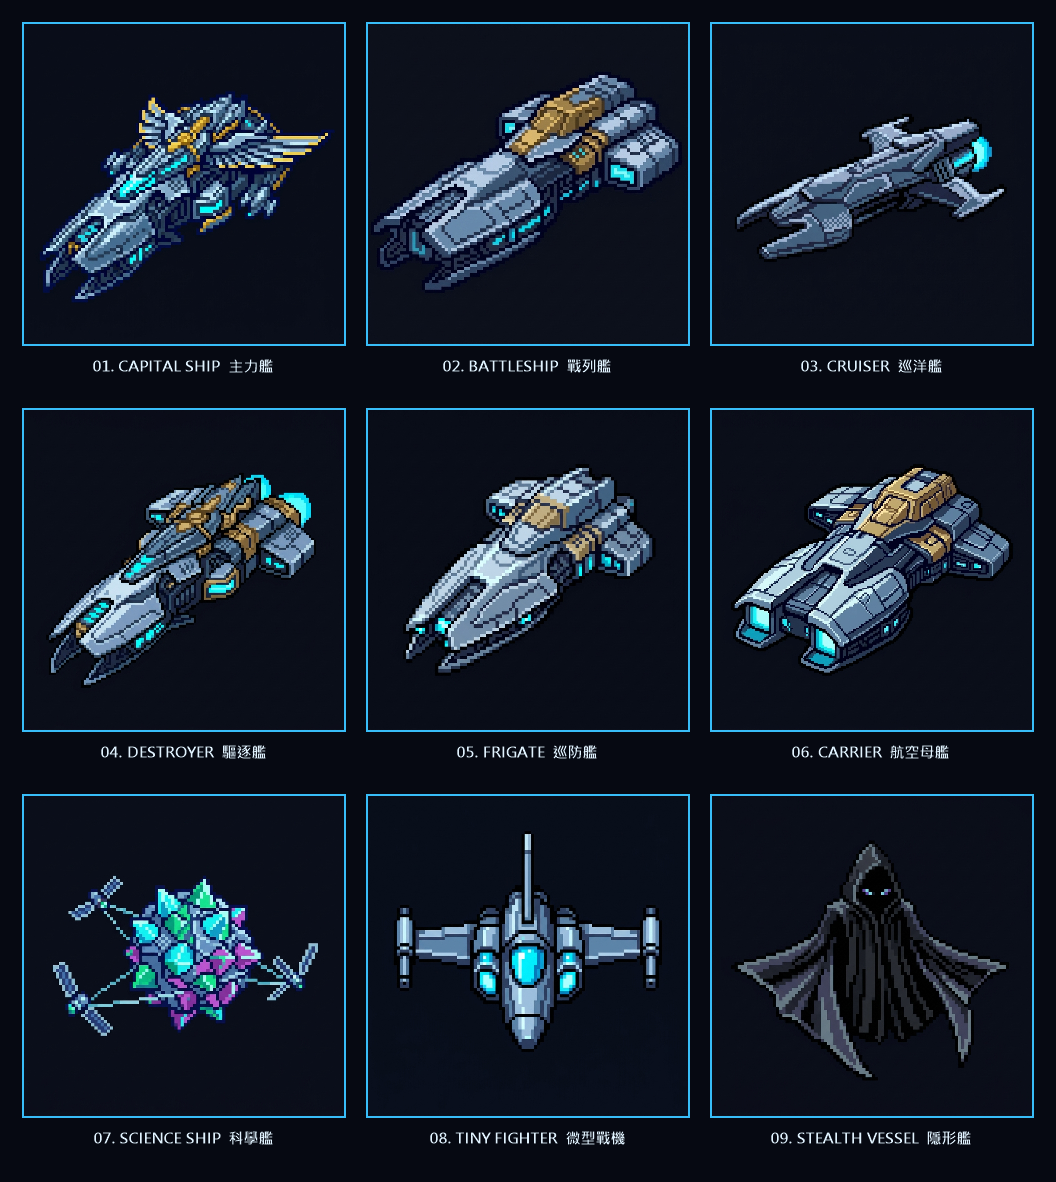 01. CAPITAL SHIP 主力艦
02. BATTLESHIP 戰列艦
03. CRUISER 巡洋艦
04. DESTROYER 驅逐艦
05. FRIGATE 巡防艦
06. CARRIER 航空母艦
07. SCIENCE SHIP 科學艦
08. TINY FIGHTER 微型戰機
09. STEALTH VESSEL 隱形艦